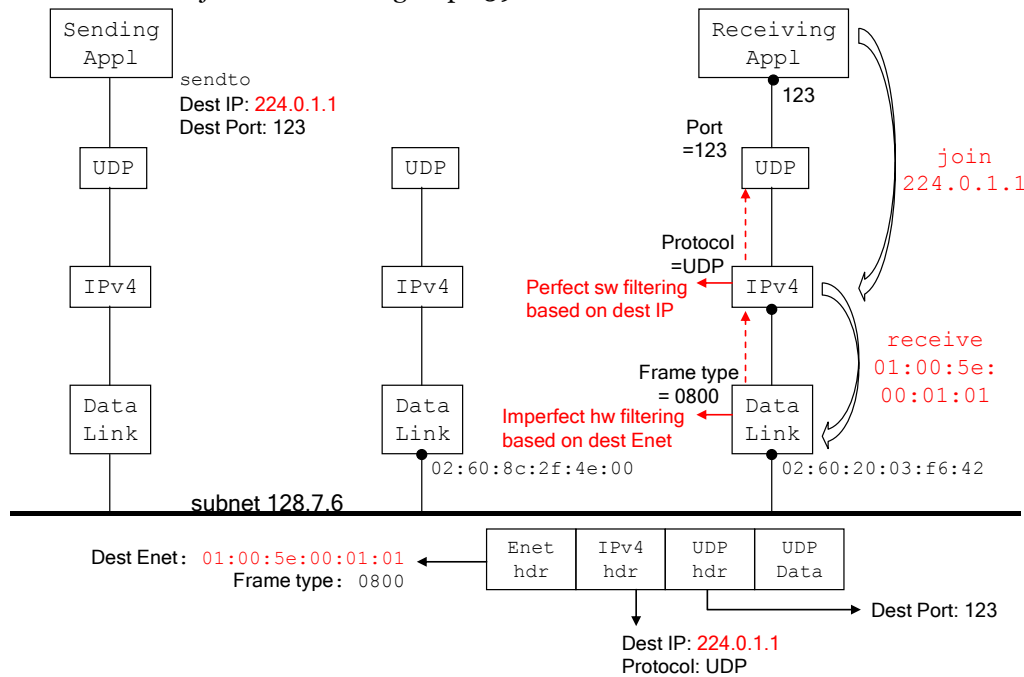 Sending
Appl
sendto
Dest IP: 224.0.1.1
Dest Port: 123
Receiving
Appl
123
Port
=123
UDP
UDP
UDP
join
224.0.1.1
Protocol
=UDP
IPv4
IPv4
IPv4
Perfect sw filtering
based on dest IP
receive
01:00:5e:
00:01:01
Frame type
= 0800
Data
Link
Data
Link
Data
Link
Imperfect hw filtering
based on dest Enet
02:60:8c:2f:4e:00
02:60:20:03:f6:42
subnet 128.7.6
Dest Enet: 01:00:5e:00:01:01
Frame type: 0800
Enet
hdr
IPv4
hdr
UDP
hdr
UDP
Data
Dest Port: 123
Dest IP: 224.0.1.1
Protocol: UDP